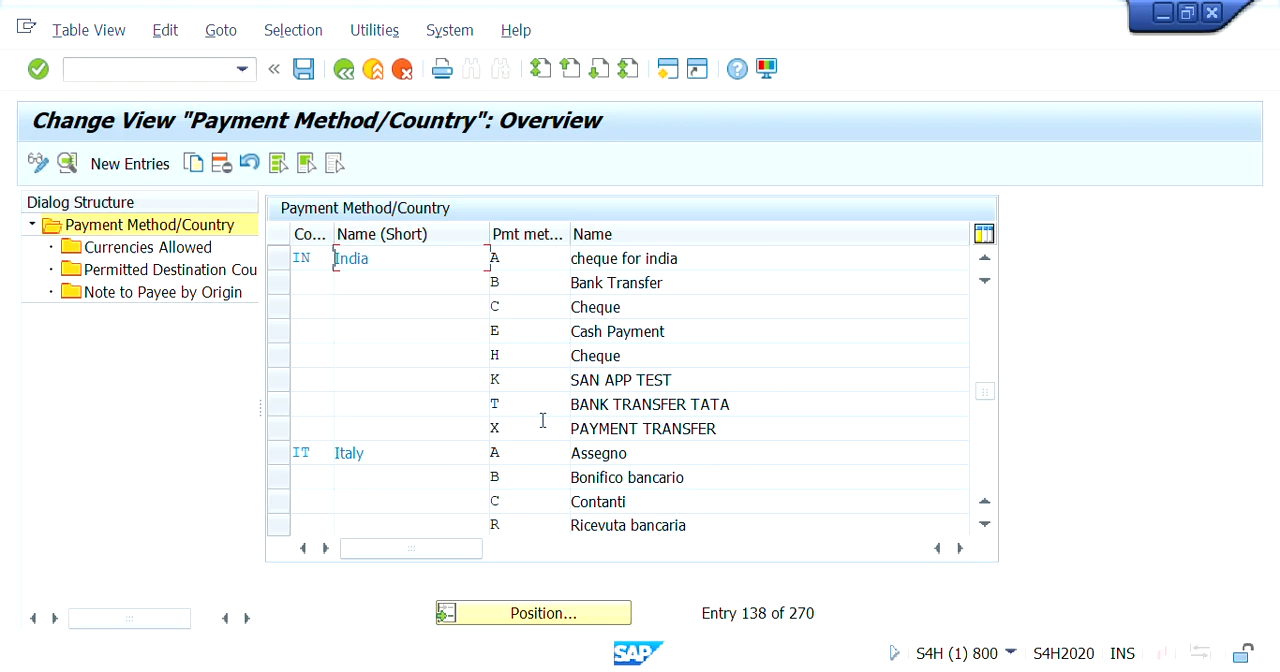 Table View Edit Goto Selection Utilities System Help
Change View "Payment Method/Country": Overview
New Entries
Dialog Structure
Payment Method/Country
Currencies Allowed
Permitted Destination Cou
Note to Payee by Origin
Payment Method/Country
Co... Name (Short) Pmt met... Name
IN India A cheque for india
B Bank Transfer
C Cheque
E Cash Payment
H Cheque
K SAN APP TEST
T BANK TRANSFER TATA
X PAYMENT TRANSFER
IT Italy A Assegno
B Bonifico bancario
C Contanti
R Ricevuta bancaria
Position... Entry 138 of 270
SAP S4H (1) 800 S4H2020 INS